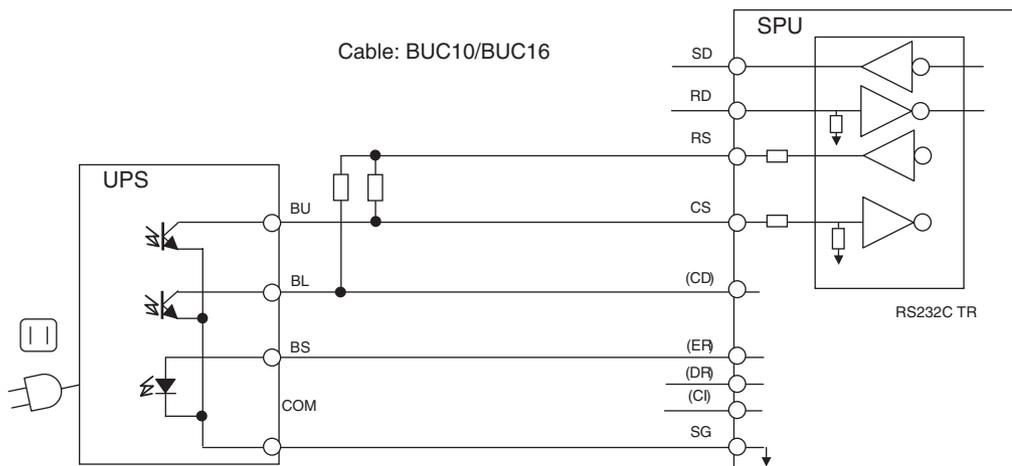 SPU
Cable: BUC10/BUC16
SD
RD
RS
UPS
BU
CS
BL
(CD)
RS232C TR
BS
(ER)
(DR)
(CI)
COM
SG